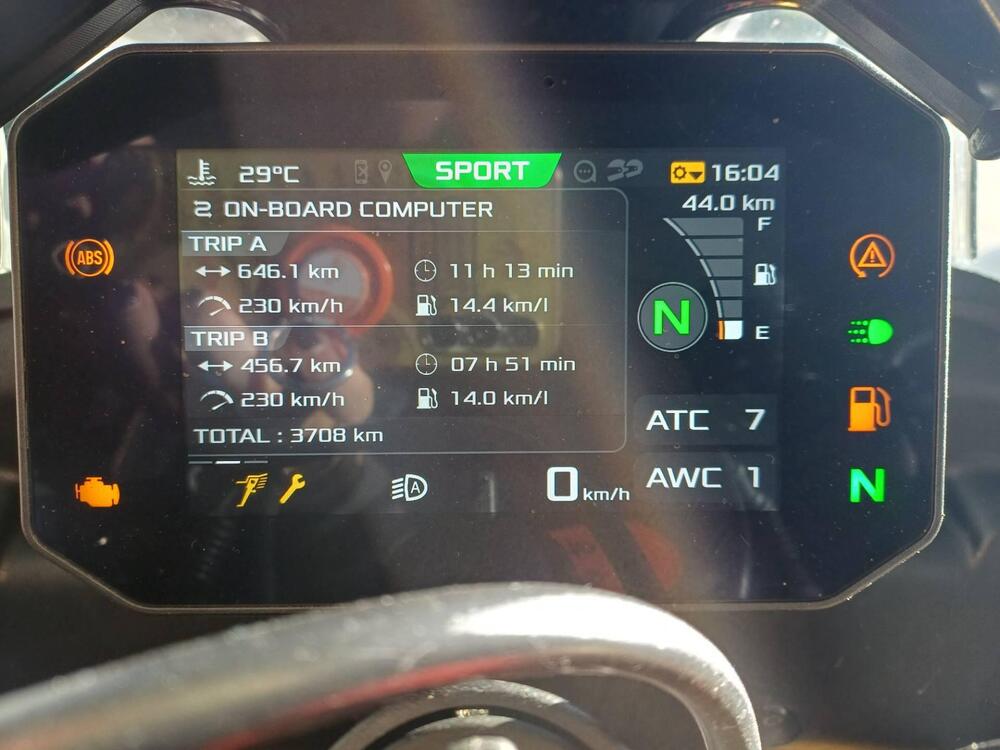 29°C SPORT 16:04
44.0 km
ON-BOARD COMPUTER
F
TRIP A
ABS
646.1 km 11 h 13 min
230 km/h 14.4 km/l
N
E
TRIP B
456.7 km 07 h 51 min
230 km/h 14.0 km/l
ATC 7
TOTAL : 3708 km
AWC 1
A 0 km/h N